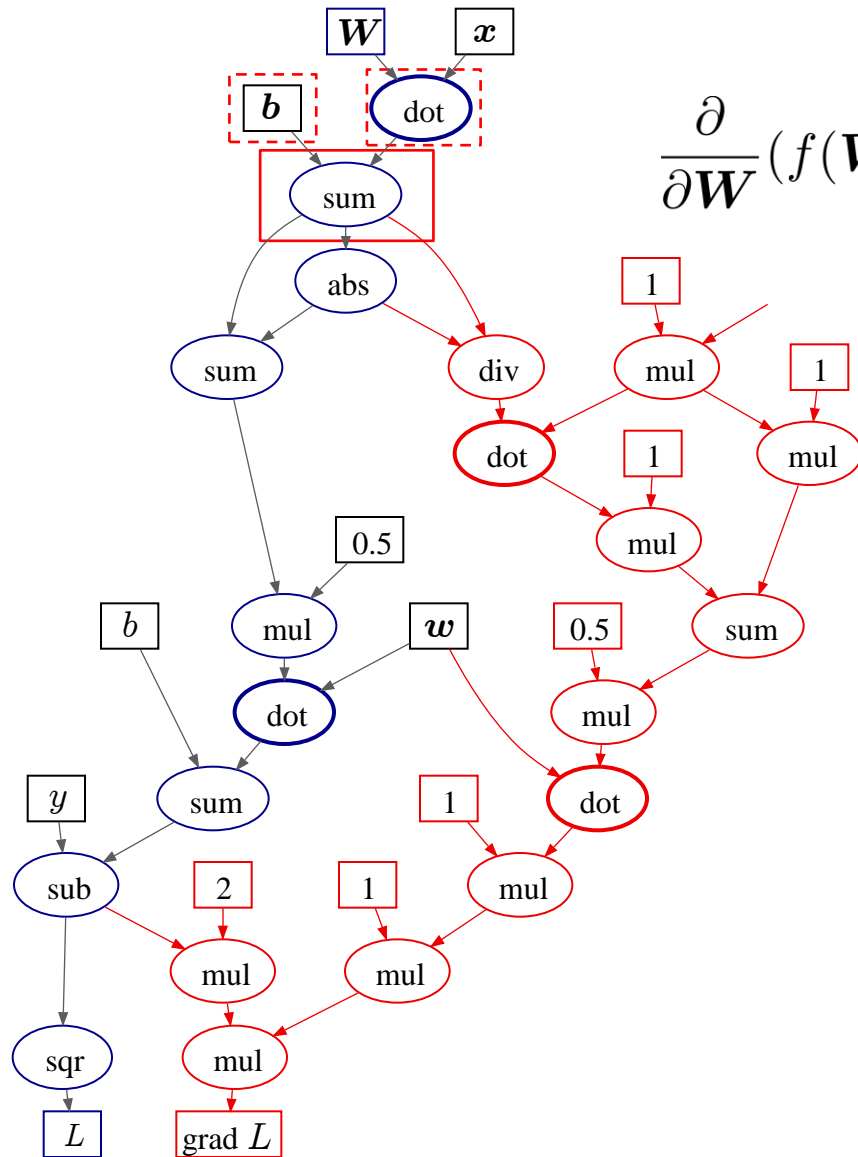 W x
b dot
∂/∂W (f(W
sum
abs 1
sum div mul 1
dot 1 mul
mul
0.5
b mul w 0.5 sum
dot mul
y sum 1 dot
sub 2 1 mul
mul mul
sqr mul
L grad L